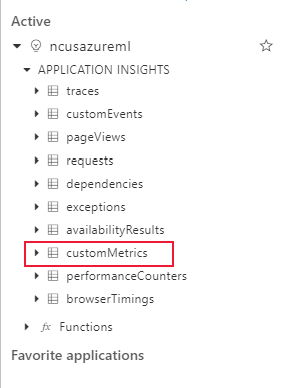 Active
ncusazureml
APPLICATION INSIGHTS
traces
customEvents
pageViews
requests
dependencies
exceptions
availabilityResults
customMetrics
performanceCounters
browserTimings
fx Functions
Favorite applications